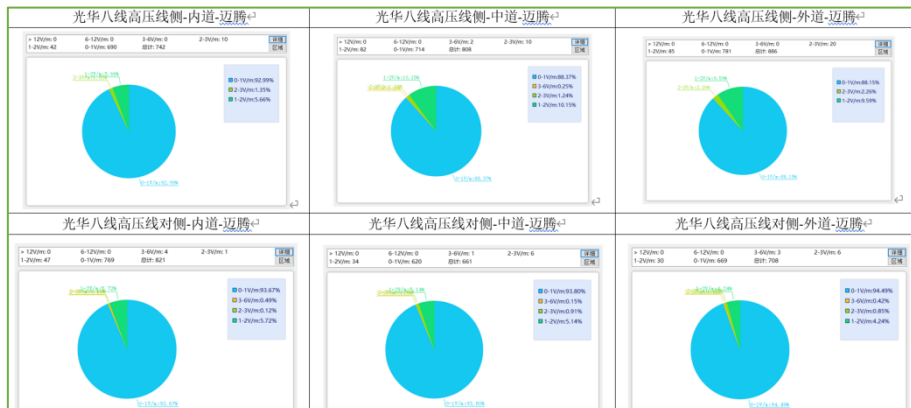 光华八线高压线侧-内道-迈腾
光华八线高压线侧-中道-迈腾
光华八线高压线侧-外道-迈腾
> 12V/m: 0 6-12V/m: 0 3-6V/m: 0 2-3V/m: 10 详细
1-2V/m: 42 0-1V/m: 690 总计: 742 区域
0-1V/m:92.99%
2-3V/m:1.35%
1-2V/m:5.66%
> 12V/m: 0 6-12V/m: 0 3-6V/m: 2 2-3V/m: 10 详细
1-2V/m: 82 0-1V/m: 714 总计: 808 区域
0-1V/m:88.37%
3-6V/m:0.25%
2-3V/m:1.24%
1-2V/m:10.15%
> 12V/m: 0 6-12V/m: 0 3-6V/m: 0 2-3V/m: 20 详细
1-2V/m: 85 0-1V/m: 781 总计: 886 区域
0-1V/m:88.15%
2-3V/m:2.26%
1-2V/m:9.59%
光华八线高压线对侧-内道-迈腾
光华八线高压线对侧-中道-迈腾
光华八线高压线对侧-外道-迈腾
> 12V/m: 0 6-12V/m: 0 3-6V/m: 4 2-3V/m: 1 详细
1-2V/m: 47 0-1V/m: 769 总计: 821 区域
0-1V/m:93.67%
3-6V/m:0.49%
2-3V/m:0.12%
1-2V/m:5.72%
> 12V/m: 0 6-12V/m: 0 3-6V/m: 1 2-3V/m: 6 详细
1-2V/m: 34 0-1V/m: 620 总计: 661 区域
0-1V/m:93.80%
3-6V/m:0.15%
2-3V/m:0.91%
1-2V/m:5.14%
> 12V/m: 0 6-12V/m: 0 3-6V/m: 3 2-3V/m: 6 详细
1-2V/m: 30 0-1V/m: 669 总计: 708 区域
0-1V/m:94.49%
3-6V/m:0.42%
2-3V/m:0.85%
1-2V/m:4.24%